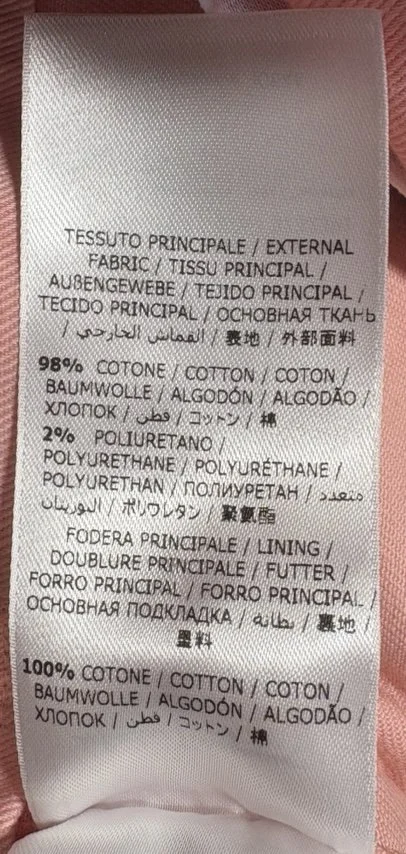 TESSUTO PRINCIPALE / EXTERNAL
FABRIC / TISSU PRINCIPAL /
AUßENGEWEBE / TEJIDO PRINCIPAL /
TECIDO PRINCIPAL / ОСНОВНАЯ ТКАНЬ
/ القماش الخارجي / 裏地 / 外部面料
98% COTONE / COTTON / COTON /
BAUMWOLLE / ALGODÓN / ALGODÃO /
ХЛОПОК / قطن / コットン / 棉
2% POLIURETANO /
POLYURETHANE / POLYURÉTHANE /
POLYURETHAN / ПОЛИУРЕТАН / متعدد
اليوريثان / ポリウレタン / 聚氨酯
FODERA PRINCIPALE / LINING /
DOUBLURE PRINCIPALE / FUTTER /
FORRO PRINCIPAL / FORRO PRINCIPAL /
ОСНОВНАЯ ПОДКЛАДКА / بطانة / 裏地 /
里料
100% COTONE / COTTON / COTON /
BAUMWOLLE / ALGODÓN / ALGODÃO /
ХЛОПОК / قطن / コットン / 棉